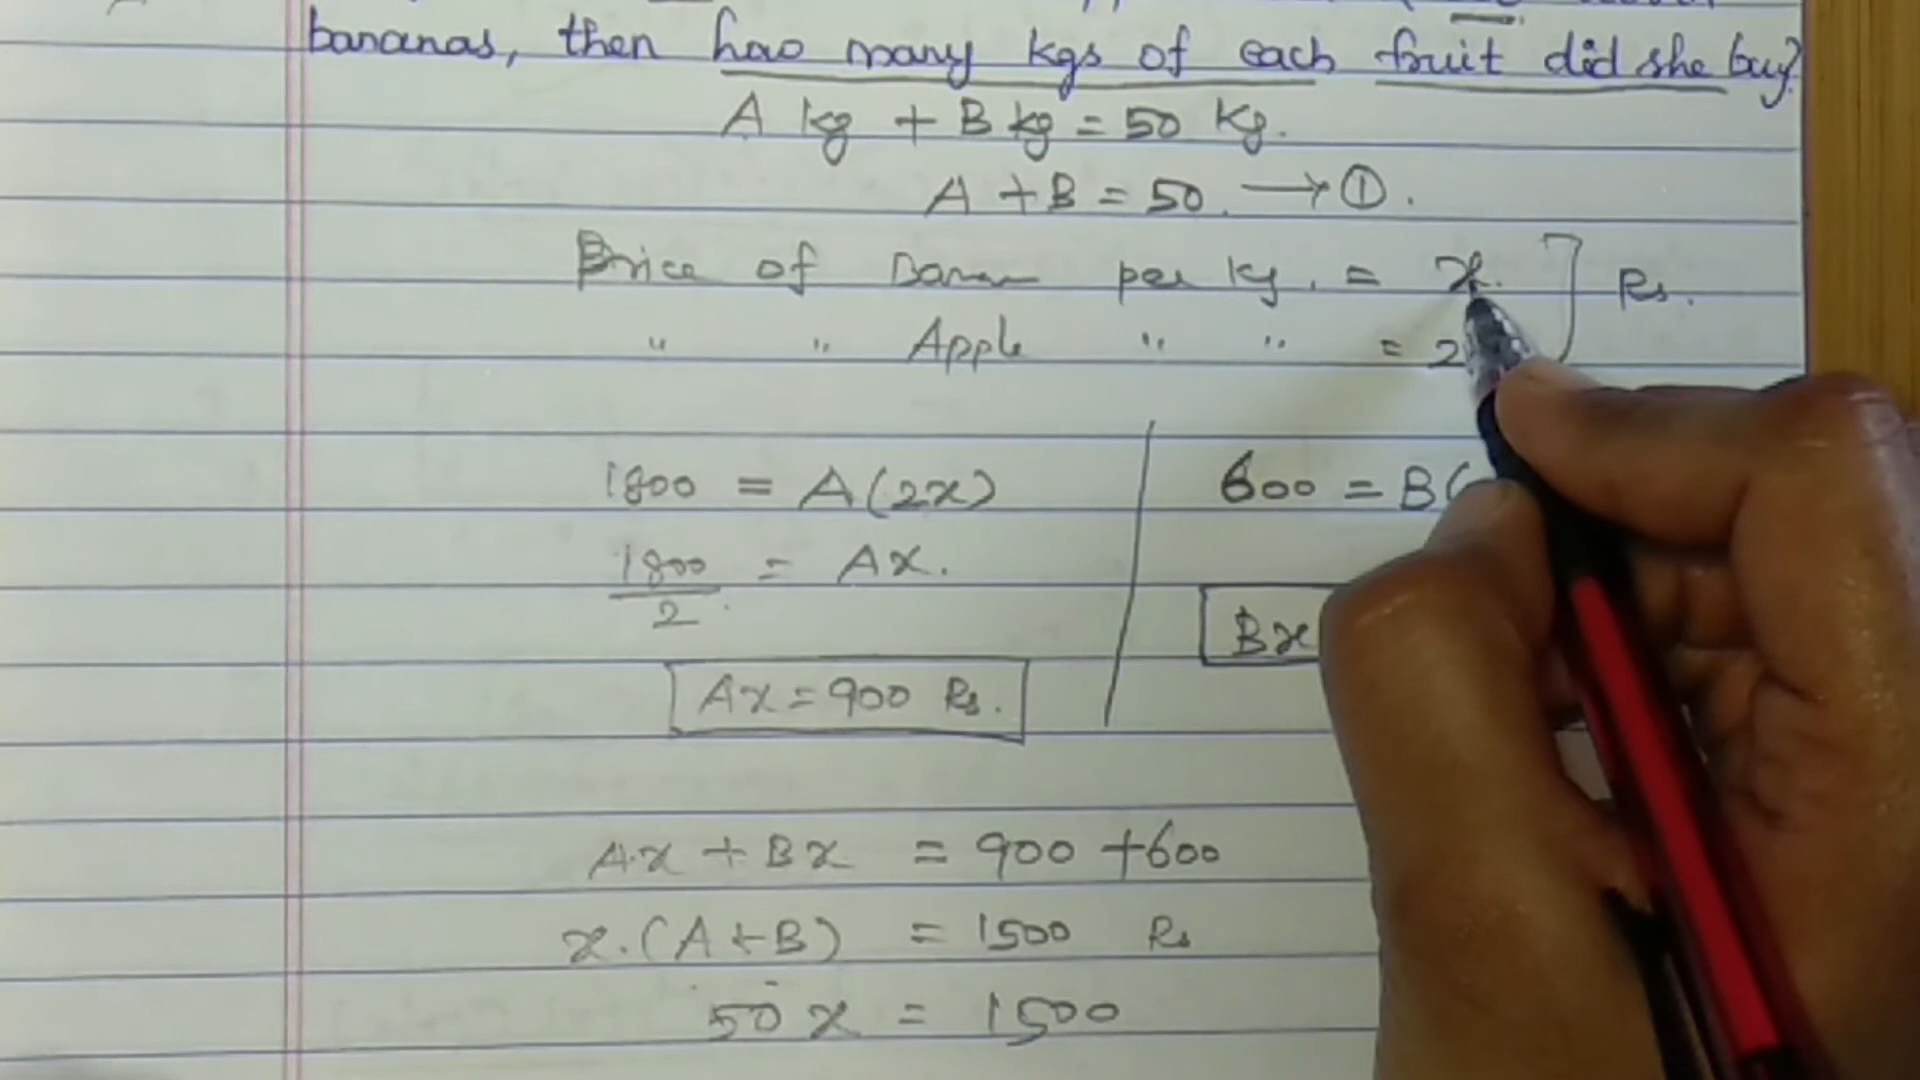 bananas, then how many kgs of each fruit did she buy?
A kg + B kg = 50 Kg.
A + B = 50. → ①.
Price of Banan per kg. = x. ] Rs.
" " Apple " " = 2
1800 = A(2x)
600 = B(
1800/2 = Ax.
Bx
Ax = 900 Rs.
Ax + Bx = 900 + 600
x.(A+B) = 1500 Rs
50x = 1500